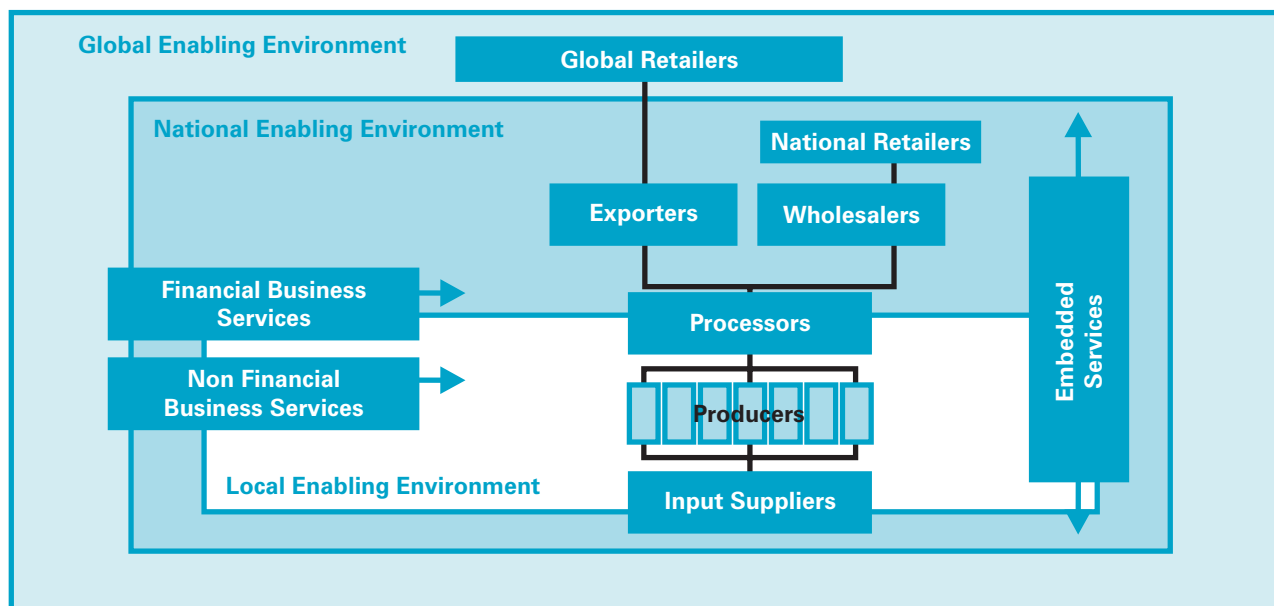 Global Enabling Environment
Global Retailers
National Enabling Environment
National Retailers
Exporters
Wholesalers
Financial Business
Services
Processors
Non Financial
Business Services
Producers
Local Enabling Environment
Input Suppliers
Embedded
Services